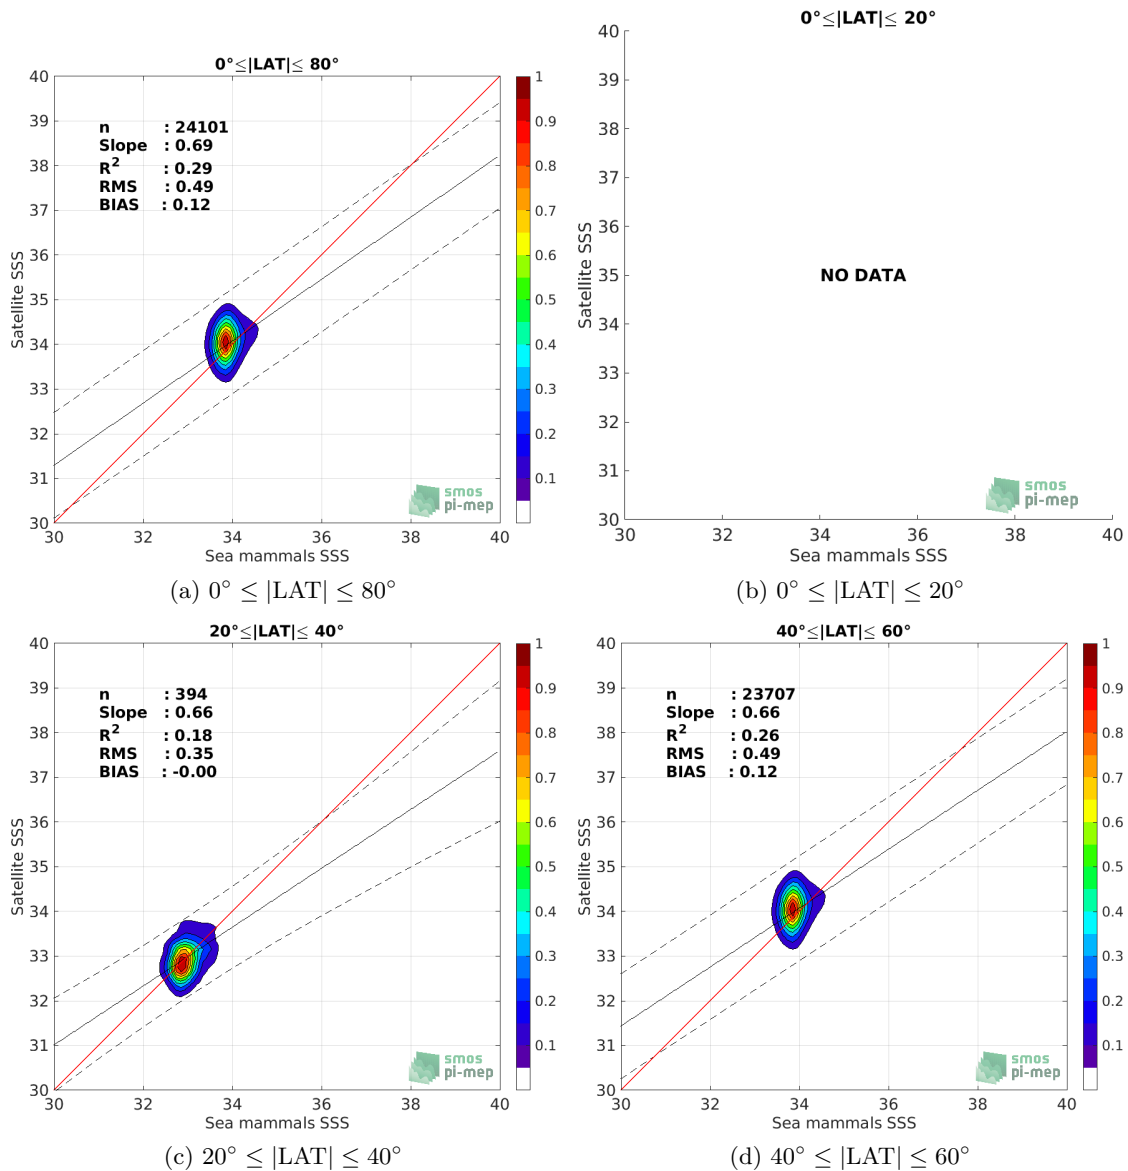 0°≤|LAT|≤ 80°
40
39
38
37
36
35
34
33
32
31
30
30 32 34 36 38 40
Satellite SSS
Sea mammals SSS
n : 24101
Slope : 0.69
R2 : 0.29
RMS : 0.49
BIAS : 0.12
1
0.9
0.8
0.7
0.6
0.5
0.4
0.3
0.2
0.1
smos
pi-mep
(a) 0° ≤ |LAT| ≤ 80°
0°≤|LAT|≤ 20°
40
39
38
37
36
35
34
33
32
31
30
30 32 34 36 38 40
Satellite SSS
Sea mammals SSS
NO DATA
smos
pi-mep
(b) 0° ≤ |LAT| ≤ 20°
20°≤|LAT|≤ 40°
40
39
38
37
36
35
34
33
32
31
30
30 32 34 36 38 40
Satellite SSS
Sea mammals SSS
n : 394
Slope : 0.66
R2 : 0.18
RMS : 0.35
BIAS : -0.00
1
0.9
0.8
0.7
0.6
0.5
0.4
0.3
0.2
0.1
smos
pi-mep
(c) 20° ≤ |LAT| ≤ 40°
40°≤|LAT|≤ 60°
40
39
38
37
36
35
34
33
32
31
30
30 32 34 36 38 40
Satellite SSS
Sea mammals SSS
n : 23707
Slope : 0.66
R2 : 0.26
RMS : 0.49
BIAS : 0.12
1
0.9
0.8
0.7
0.6
0.5
0.4
0.3
0.2
0.1
smos
pi-mep
(d) 40° ≤ |LAT| ≤ 60°